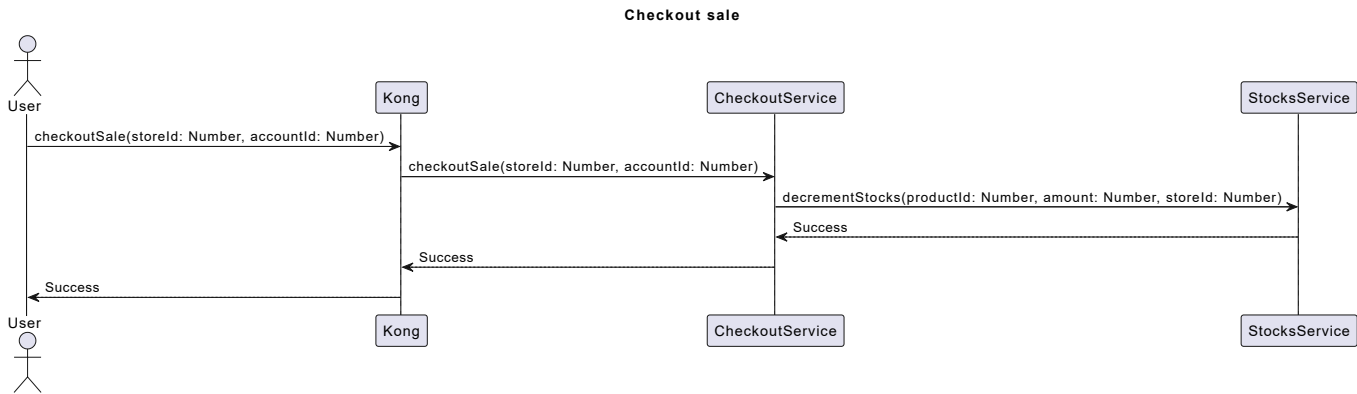 Checkout sale
User
Kong
CheckoutService
StocksService
checkoutSale(storeId: Number, accountId: Number)
checkoutSale(storeId: Number, accountId: Number)
decrementStocks(productId: Number, amount: Number, storeId: Number)
Success
Success
Success
User
Kong
CheckoutService
StocksService